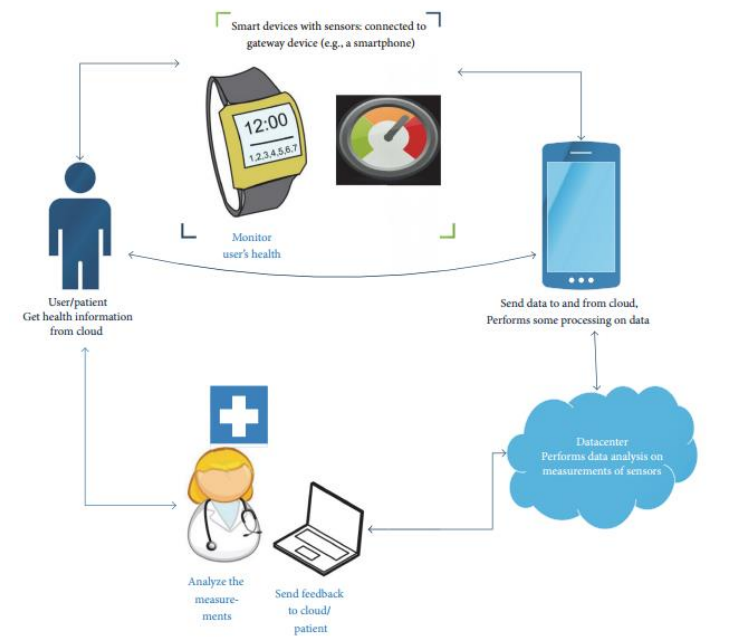 Smart devices with sensors: connected to
gateway device (e.g., a smartphone)
12:00
1,2,3,4,5,6,7
Monitor
user's health
User/patient
Get health information
from cloud
Send data to and from cloud,
Performs some processing on data
Datacenter
Performs data analysis on
measurements of sensors
Analyze the
measure-
ments
Send feedback
to cloud/
patient